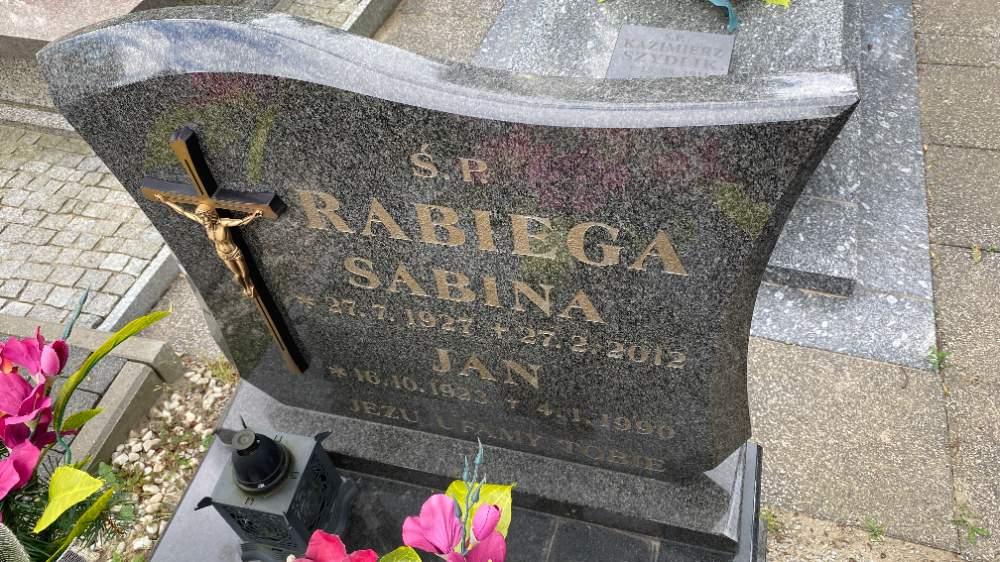 KAZIMIERZ
SZYDLIK
Ś.P.
RABIEGA
SABINA
* 27.7.1927 + 27.2.2012
JAN
* 16.10.1923 + 4.1.1996
JEZU UFAMY TOBIE